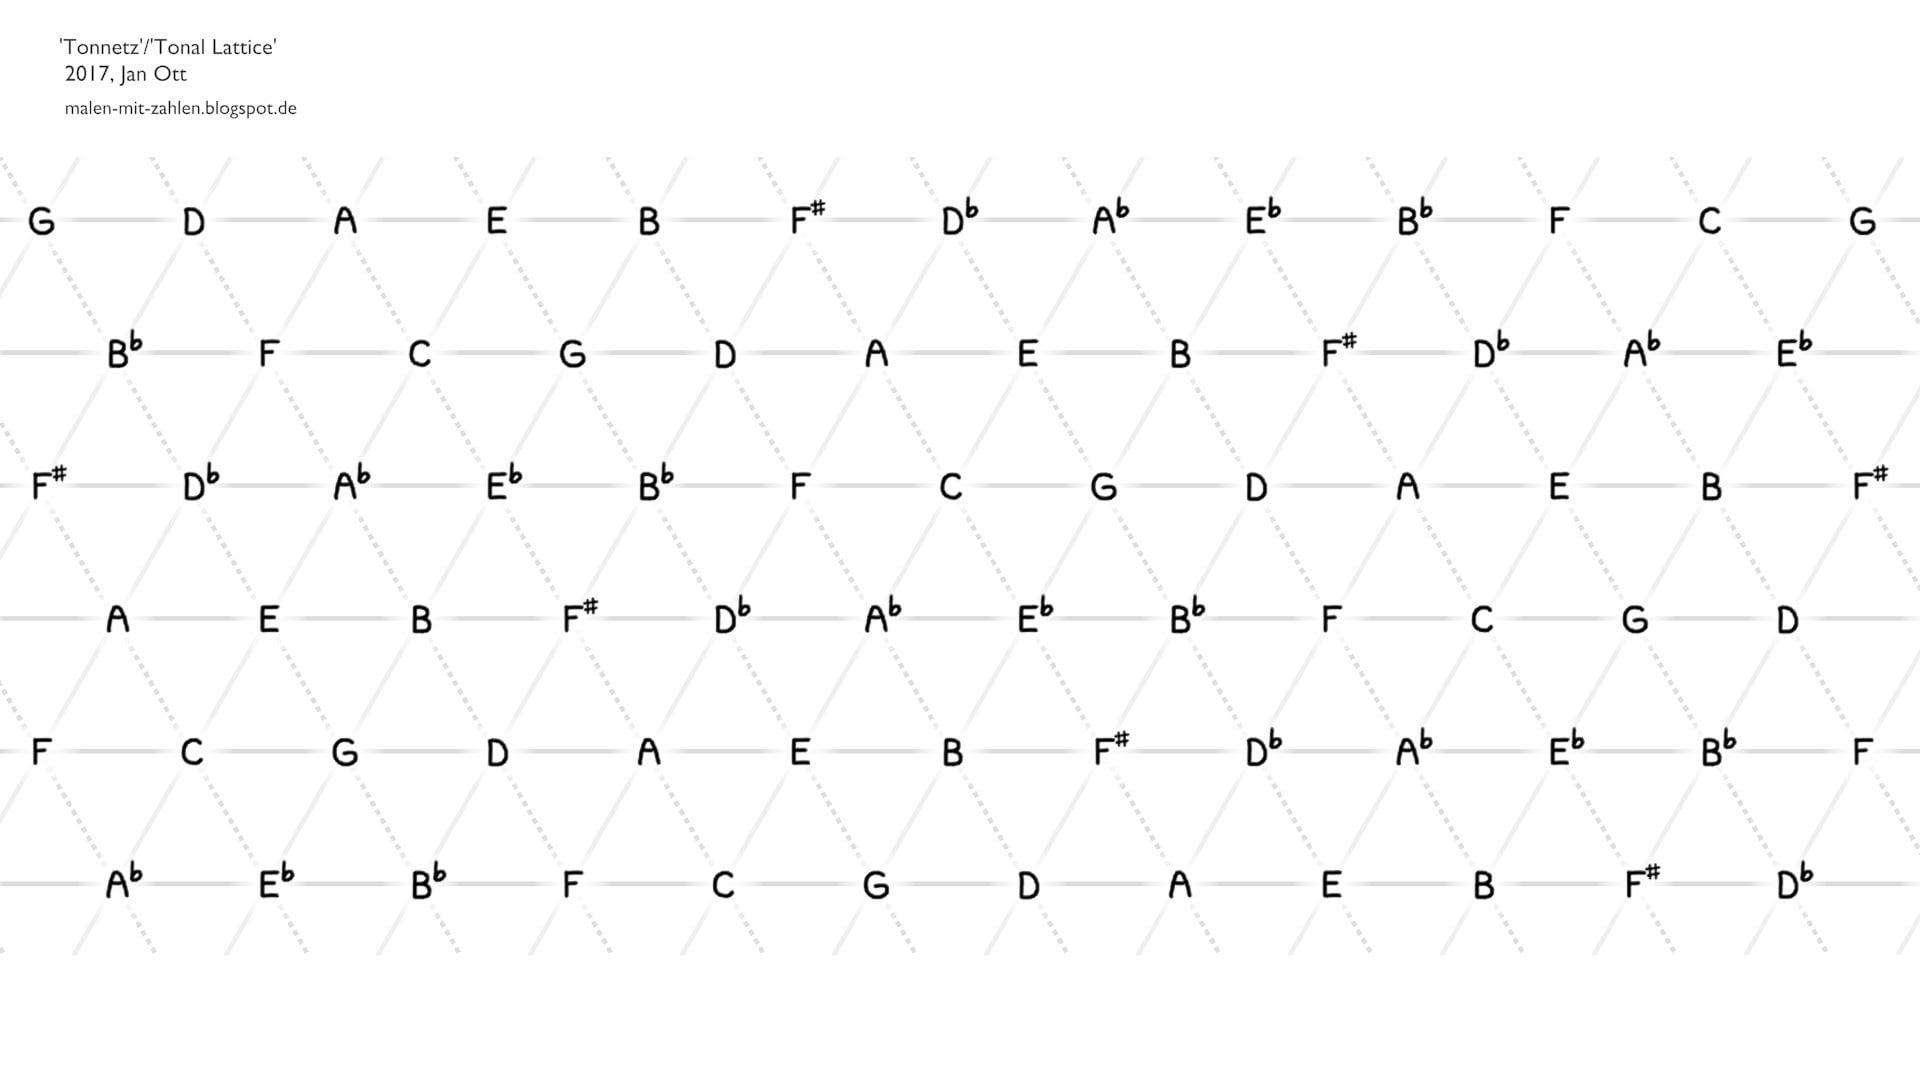 'Tonnetz'/'Tonal Lattice'
2017, Jan Ott
malen-mit-zahlen.blogspot.de
G D A E B F♯ D♭ A♭ E♭ B♭ F C G
B♭ F C G D A E B F♯ D♭ A♭ E♭
F♯ D♭ A♭ E♭ B♭ F C G D A E B F♯
A E B F♯ D♭ A♭ E♭ B♭ F C G D
F C G D A E B F♯ D♭ A♭ E♭ B♭ F
A♭ E♭ B♭ F C G D A E B F♯ D♭